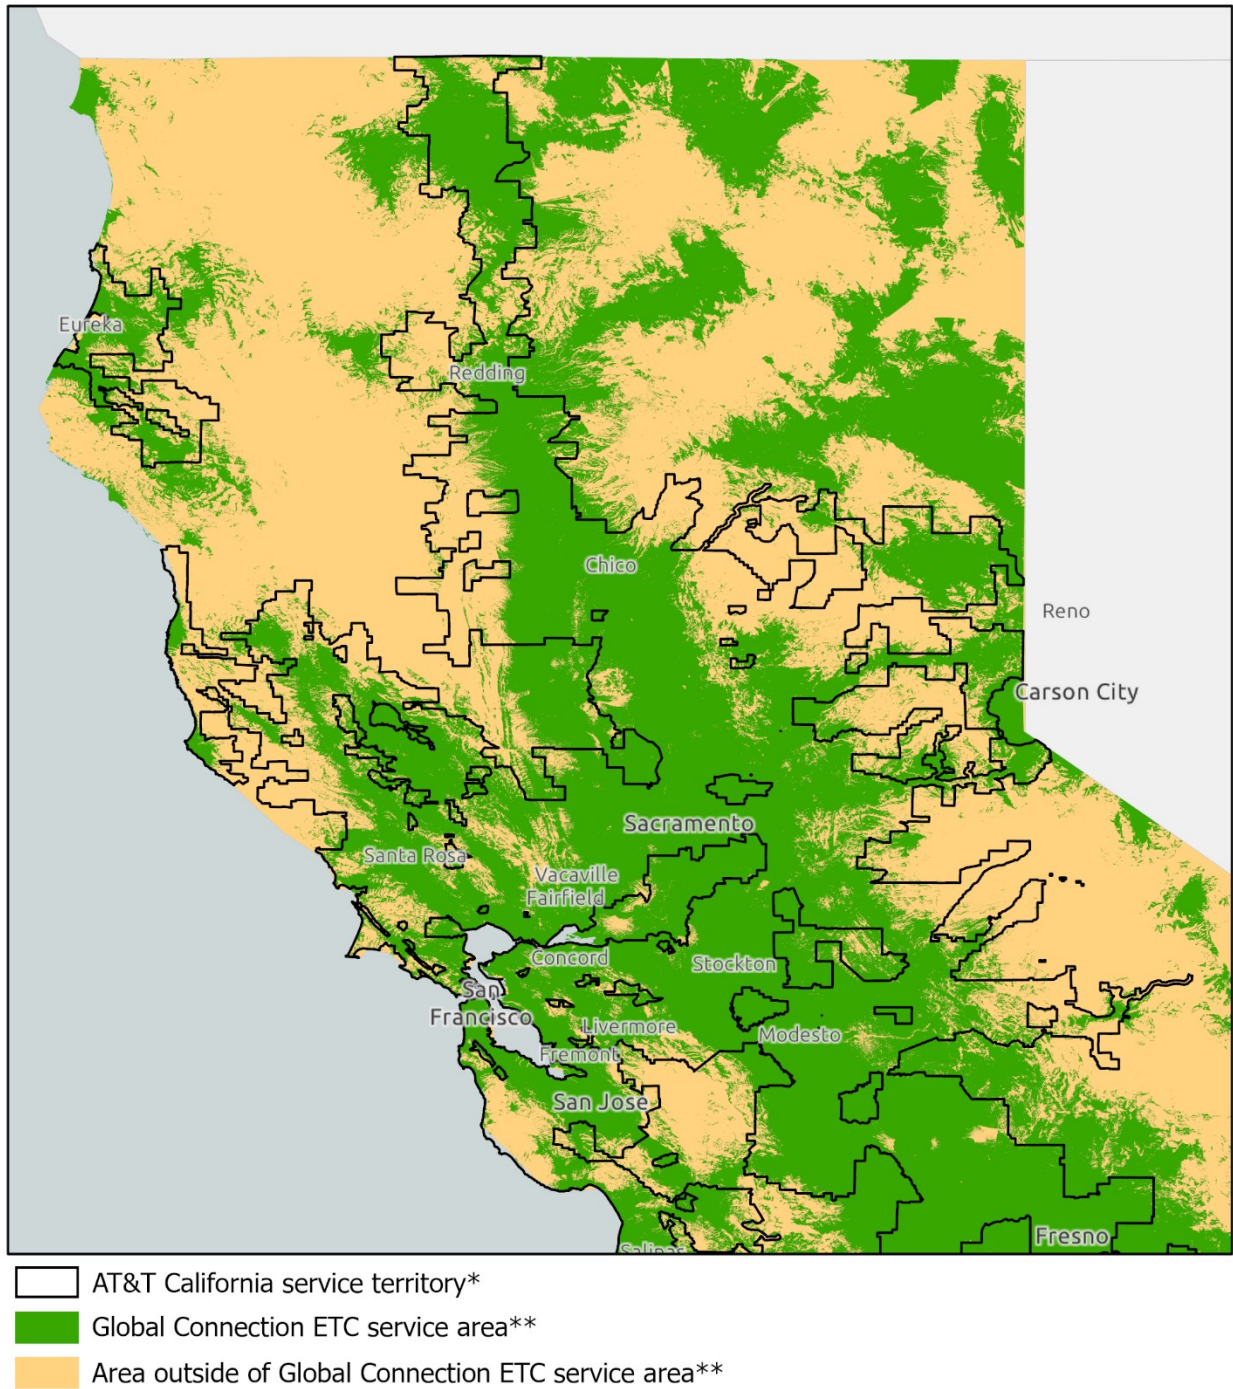 Eureka
Redding
Chico
Reno
Carson City
Sacramento
Santa Rosa
Vacaville
Fairfield
Concord
Stockton
San
Francisco
Livermore
Modesto
Fremont
San Jose
Fresno
Salinas
AT&T California service territory*
Global Connection ETC service area**
Area outside of Global Connection ETC service area**